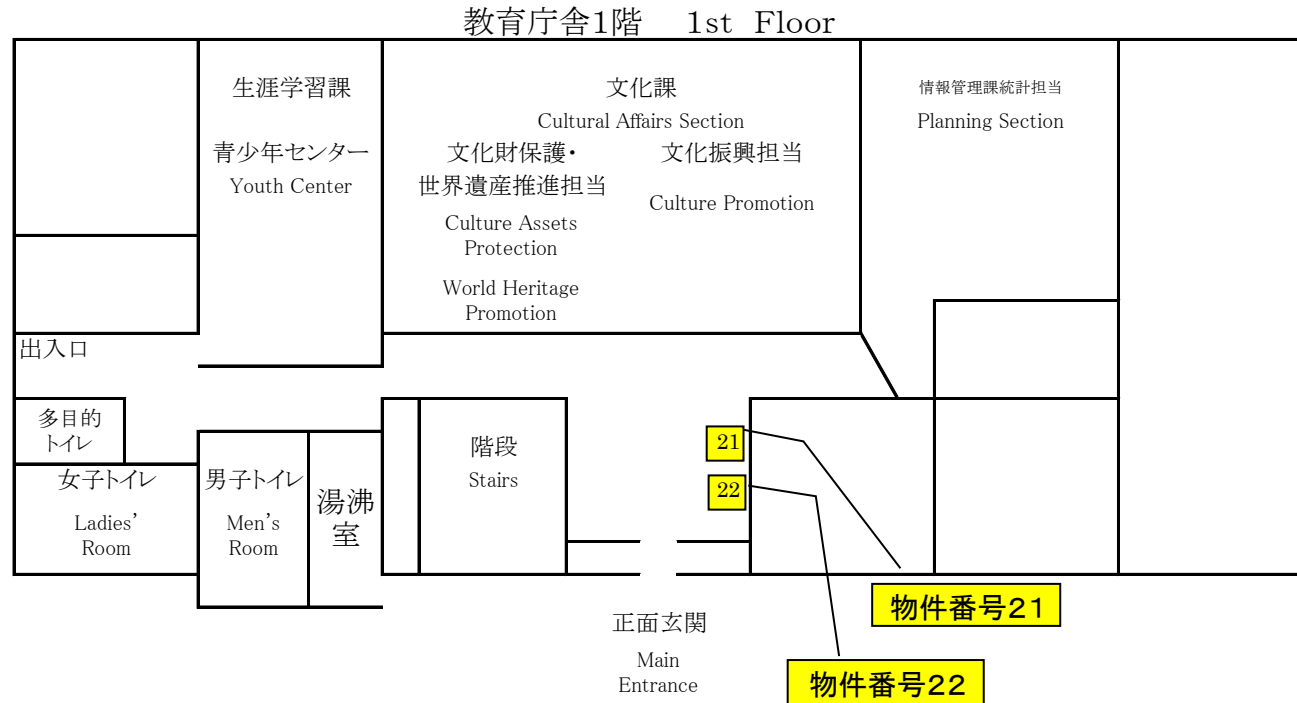 教育庁舎1階 1st Floor
生涯学習課
青少年センター
Youth Center
文化課
Cultural Affairs Section
文化財保護・
世界遺産推進担当
Culture Assets
Protection
World Heritage
Promotion
文化振興担当
Culture Promotion
情報管理課統計担当
Planning Section
出入口
多目的
トイレ
女子トイレ
Ladies’
Room
男子トイレ
Men’s
Room
湯沸
室
階段
Stairs
21
22
物件番号21
正面玄関
Main
Entrance
物件番号22